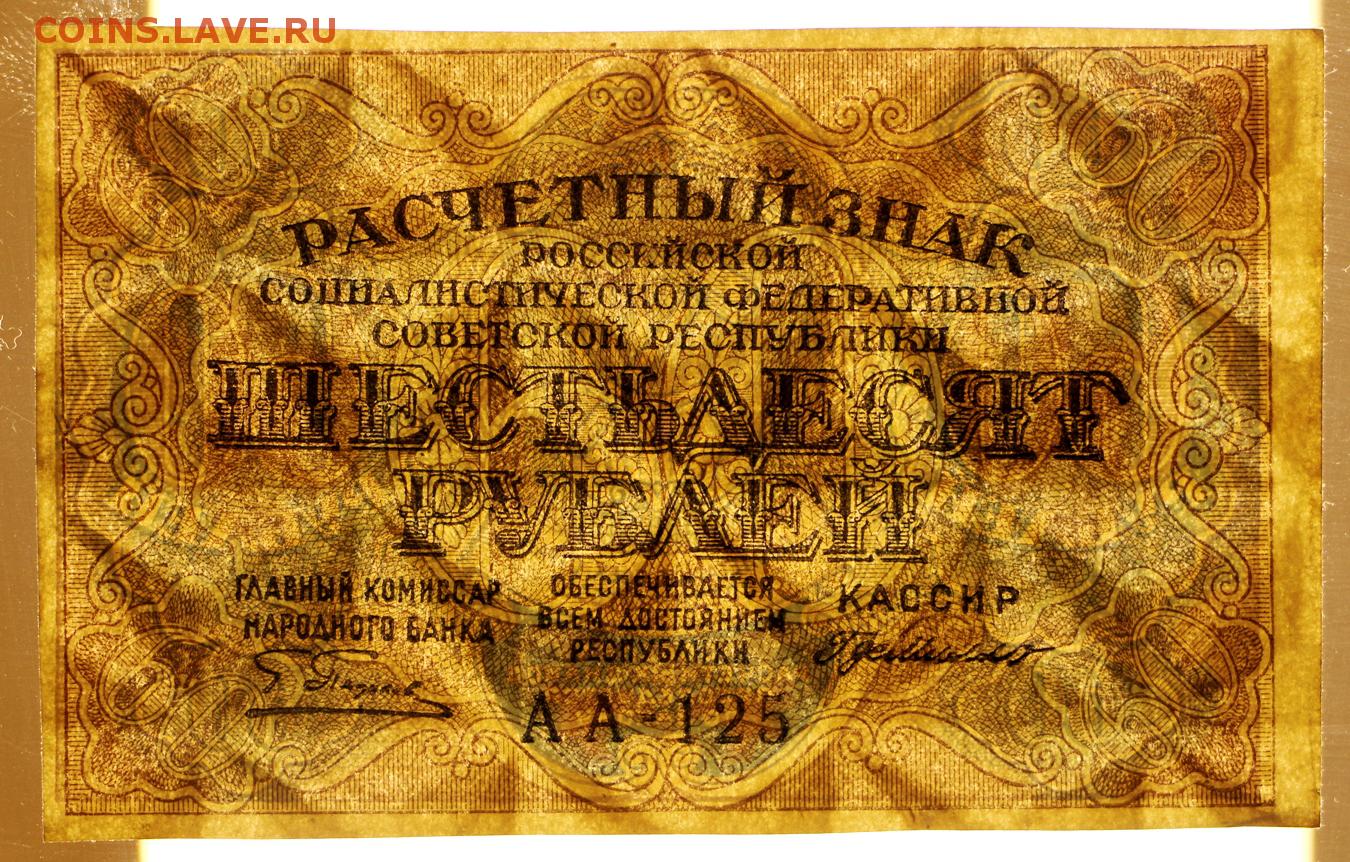 COINS.LAVE.RU
РАСЧЕТНЫЙ ЗНАК
РОССІЙСКОЙ
СОЦИАЛИСТИЧЕСКОЙ ФЕДЕРАТИВНОЙ
СОВЕТСКОЙ РЕСПУБЛИКИ
ШЕСТЬДЕСЯТ
РУБЛЕЙ
ГЛАВНЫЙ КОМИССАР
НАРОДНОГО БАНКА
ОБЕСПЕЧИВАЕТСЯ
ВСЕМ ДОСТОЯНИЕМ
РЕСПУБЛИКИ
КАССИР
АА-125